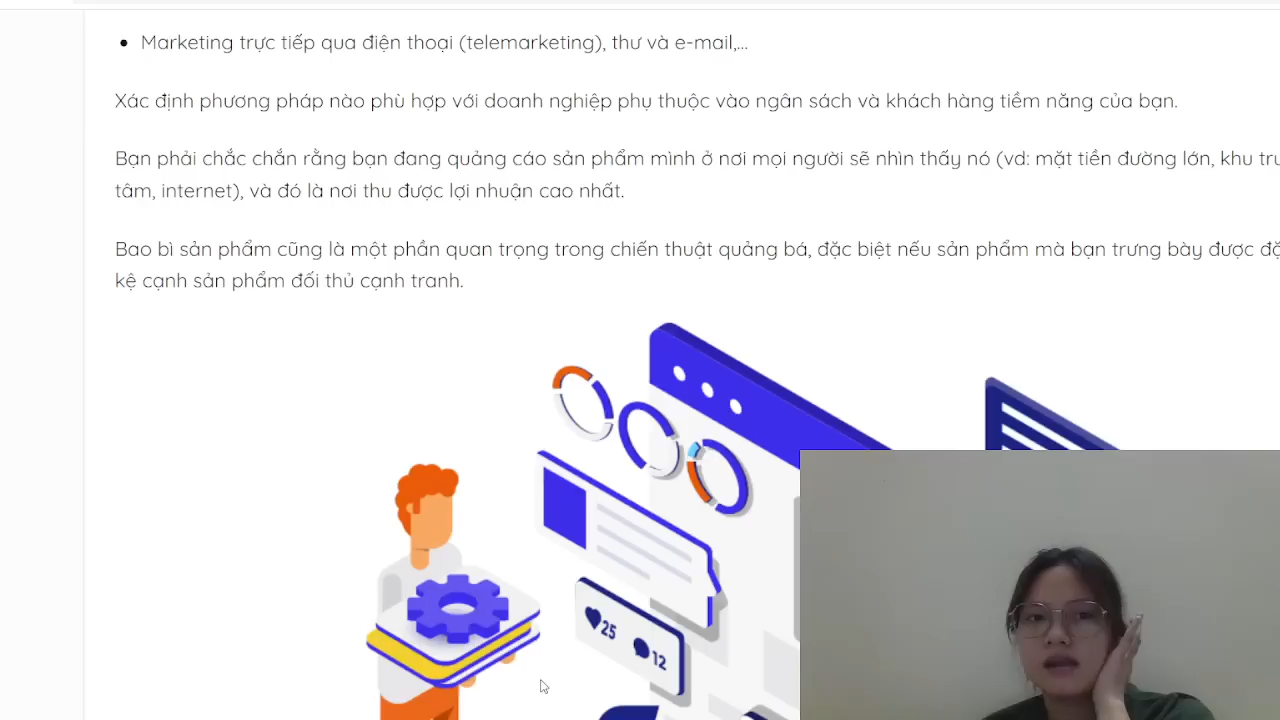 Marketing trực tiếp qua điện thoại (telemarketing), thư và e-mail,...
Xác định phương pháp nào phù hợp với doanh nghiệp phụ thuộc vào ngân sách và khách hàng tiềm năng của bạn.
Bạn phải chắc chắn rằng bạn đang quảng cáo sản phẩm mình ở nơi mọi người sẽ nhìn thấy nó (vd: mặt tiền đường lớn, khu
tâm, internet), và đó là nơi thu được lợi nhuận cao nhất.
Bao bì sản phẩm cũng là một phần quan trọng trong chiến thuật quảng bá, đặc biệt nếu sản phẩm mà bạn trưng bày được
kệ cạnh sản phẩm đối thủ cạnh tranh.
25
12